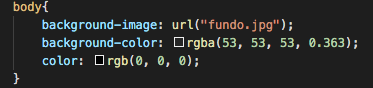 body{
    background-image: url("fundo.jpg");
    background-color: rgba(53, 53, 53, 0.363);
    color: rgb(0, 0, 0);
}